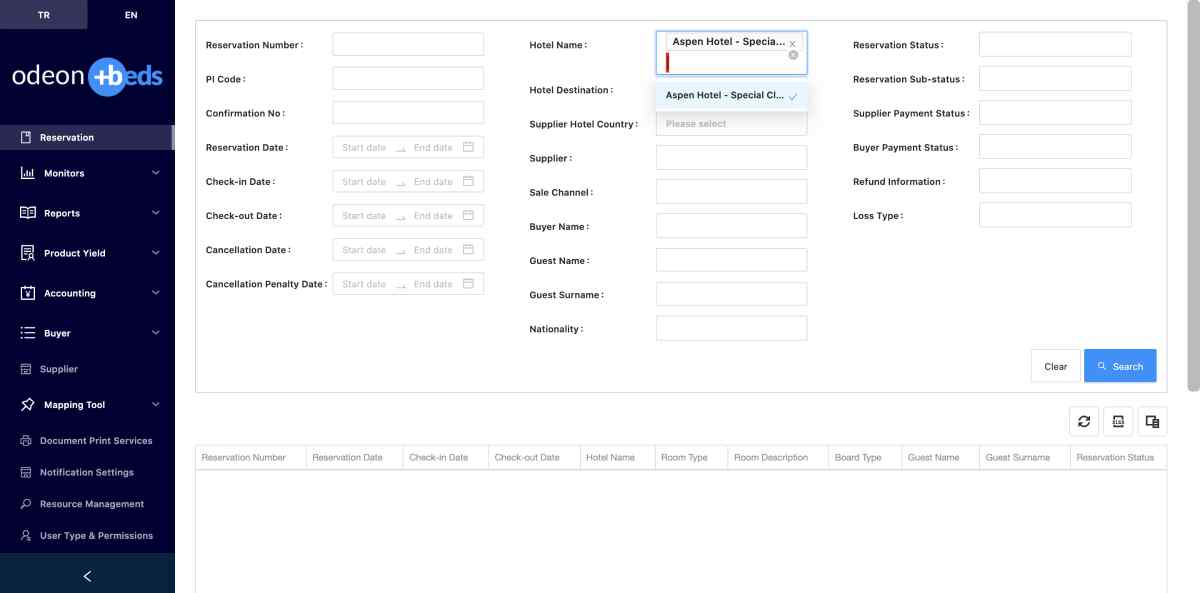 TR
EN
odeon +beds
Reservation
Monitors
Reports
Product Yield
Accounting
Buyer
Supplier
Mapping Tool
Document Print Services
Notification Settings
Resource Management
User Type & Permissions
Reservation Number :
PI Code :
Confirmation No :
Reservation Date :
Start date
End date
Check-in Date :
Start date
End date
Check-out Date :
Start date
End date
Cancellation Date :
Start date
End date
Cancellation Penalty Date :
Start date
End date
Hotel Name :
Aspen Hotel - Specia...
Aspen Hotel - Special Cl...
Hotel Destination :
Supplier Hotel Country :
Please select
Supplier :
Sale Channel :
Buyer Name :
Guest Name :
Guest Surname :
Nationality :
Reservation Status :
Reservation Sub-status :
Supplier Payment Status :
Buyer Payment Status :
Refund Information :
Loss Type :
Clear
Search
Reservation Number
Reservation Date
Check-in Date
Check-out Date
Hotel Name
Room Type
Room Description
Board Type
Guest Name
Guest Surname
Reservation Status